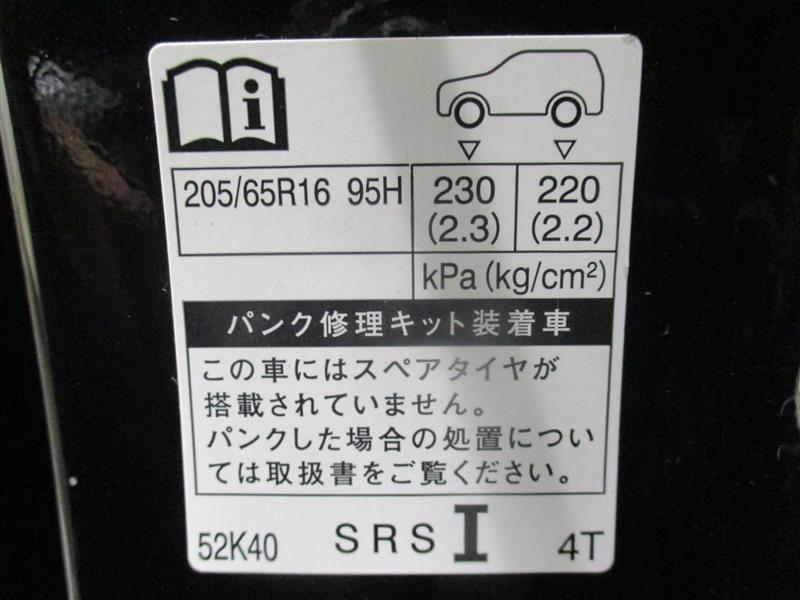 205/65R16 95H 230 220
(2.3) (2.2)
kPa (kg/cm²)
パンク修理キット装着車
この車にはスペアタイヤが
搭載されていません。
パンクした場合の処置につい
ては取扱書をご覧ください。
52K40 SRS I 4T